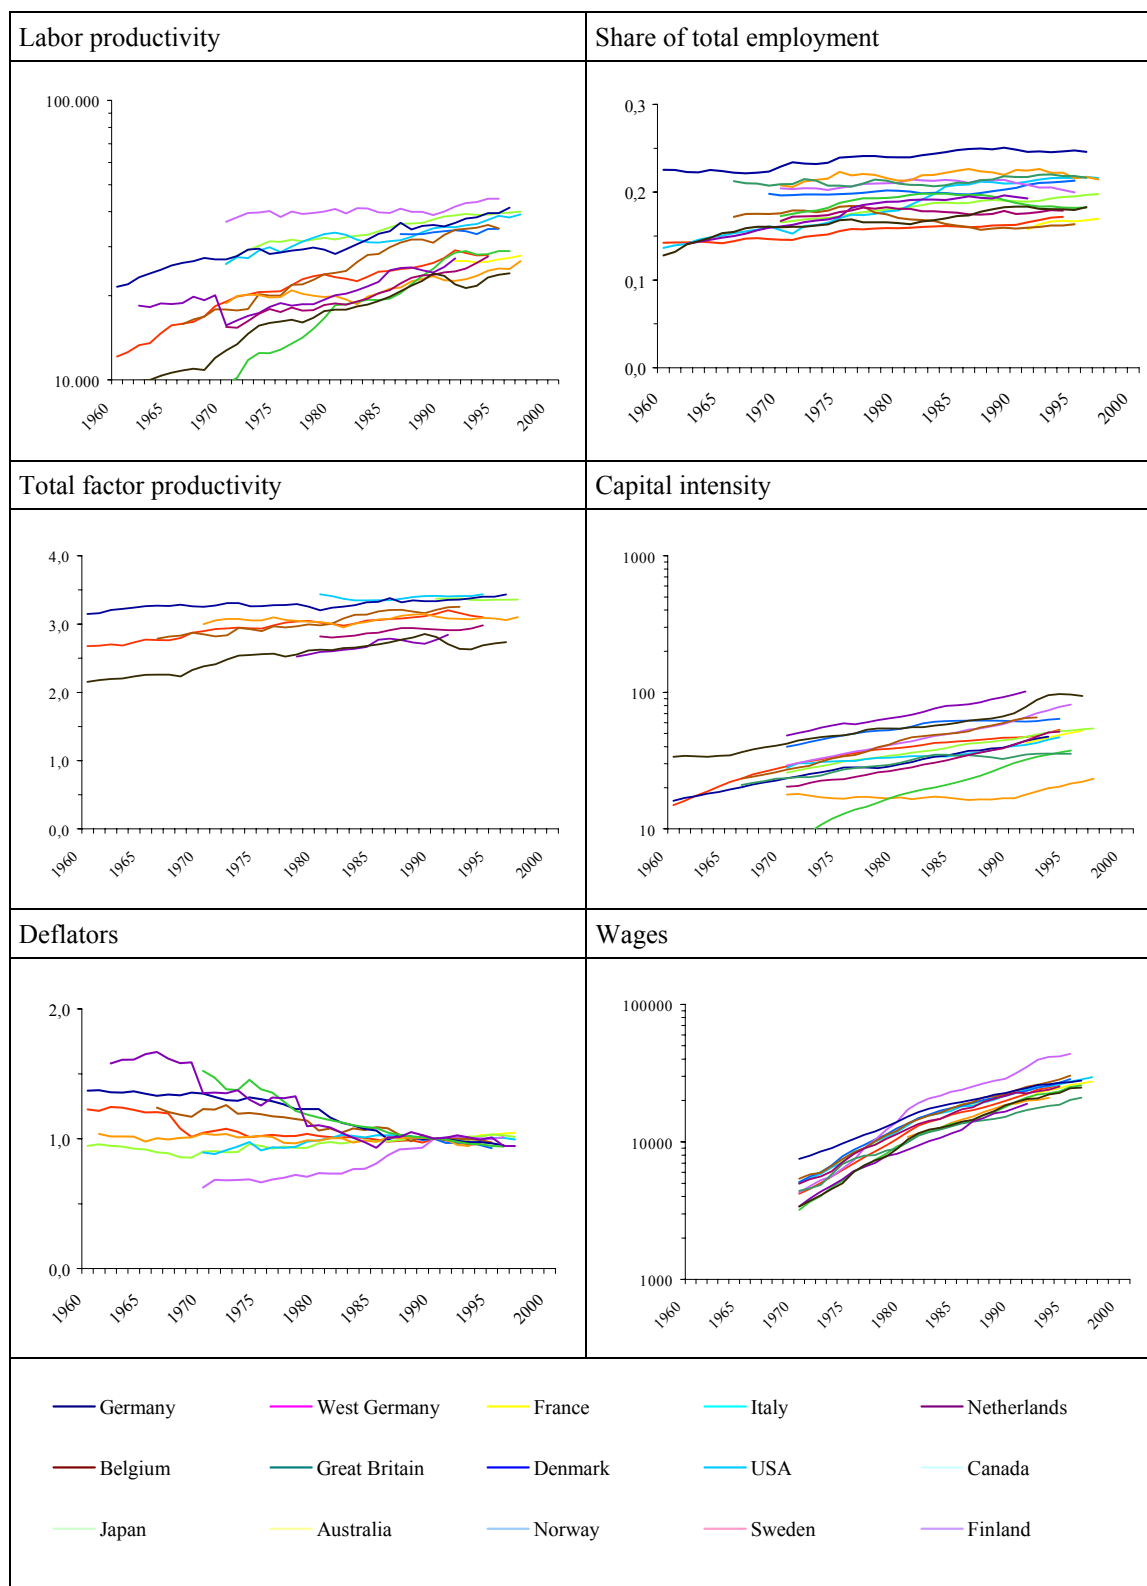 Labor productivity
Share of total employment
100.000
10.000
1960 1965 1970 1975 1980 1985 1990 1995 2000
0,3
0,2
0,1
0,0
1960 1965 1970 1975 1980 1985 1990 1995 2000
Total factor productivity
Capital intensity
4,0
3,0
2,0
1,0
0,0
1960 1965 1970 1975 1980 1985 1990 1995 2000
1000
100
10
1960 1965 1970 1975 1980 1985 1990 1995 2000
Deflators
Wages
2,0
1,0
0,0
1960 1965 1970 1975 1980 1985 1990 1995 2000
100000
10000
1000
1960 1965 1970 1975 1980 1985 1990 1995 2000
Germany West Germany France Italy Netherlands
Belgium Great Britain Denmark USA Canada
Japan Australia Norway Sweden Finland